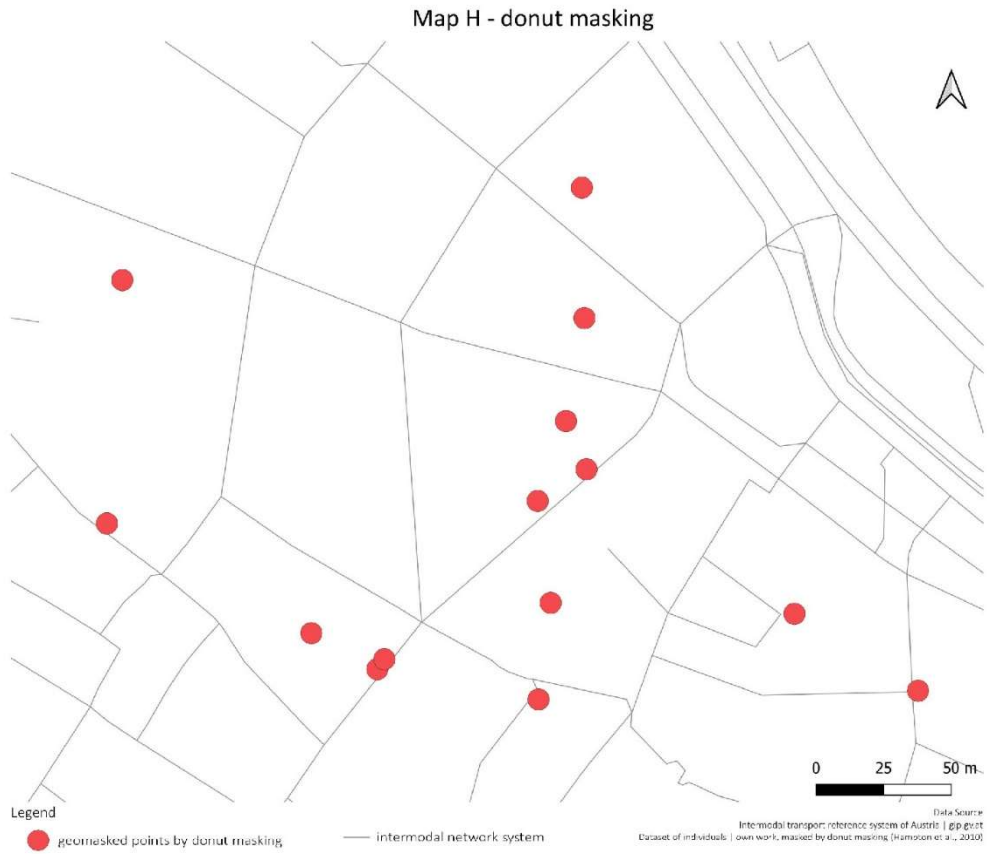 Map H - donut masking
0 25 50 m
Legend
geomasked points by donut masking
intermodal network system
Data Source
Intermodal transport reference system of Austria | gip.gv.at
Dataset of individuals | own work, masked by donut masking (Hampton et al., 2010)